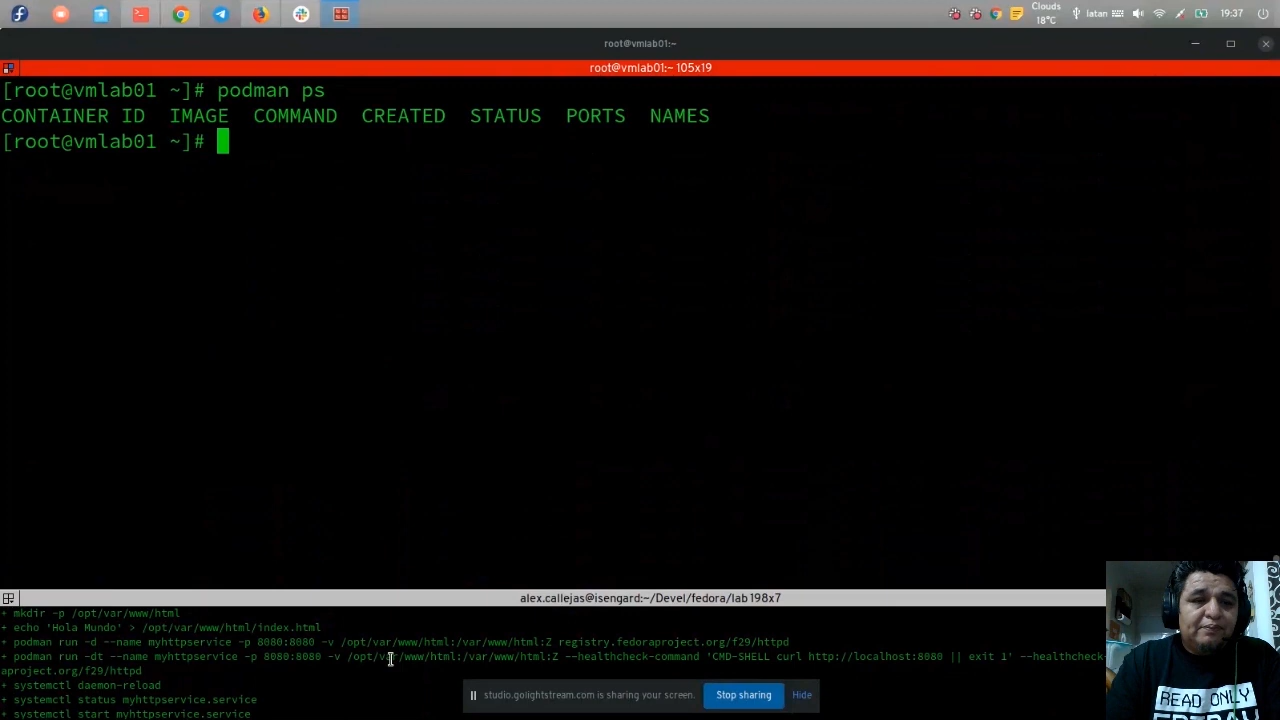 Clouds
18°C
latan
19:37
root@vmlab01:~
root@vmlab01:~ 105x19
[root@vmlab01 ~]# podman ps
CONTAINER ID IMAGE COMMAND CREATED STATUS PORTS NAMES
[root@vmlab01 ~]#
alex.callejas@isengard:~/Devel/fedora/lab 198x7
+ mkdir -p /opt/var/www/html
+ echo 'Hola Mundo' > /opt/var/www/html/index.html
+ podman run -d --name myhttpservice -p 8080:8080 -v /opt/var/www/html:/var/www/html:Z registry.fedoraproject.org/f29/httpd
+ podman run -dt --name myhttpservice -p 8080:8080 -v /opt/var/www/html:/var/www/html:Z --healthcheck-command 'CMD-SHELL curl http://localhost:8080 || exit 1' --healthcheck-
aproject.org/f29/httpd
+ systemctl daemon-reload
+ systemctl status myhttpservice.service
+ systemctl start myhttpservice.service
studio.golightstream.com is sharing your screen.
Stop sharing
Hide
READ ONLY